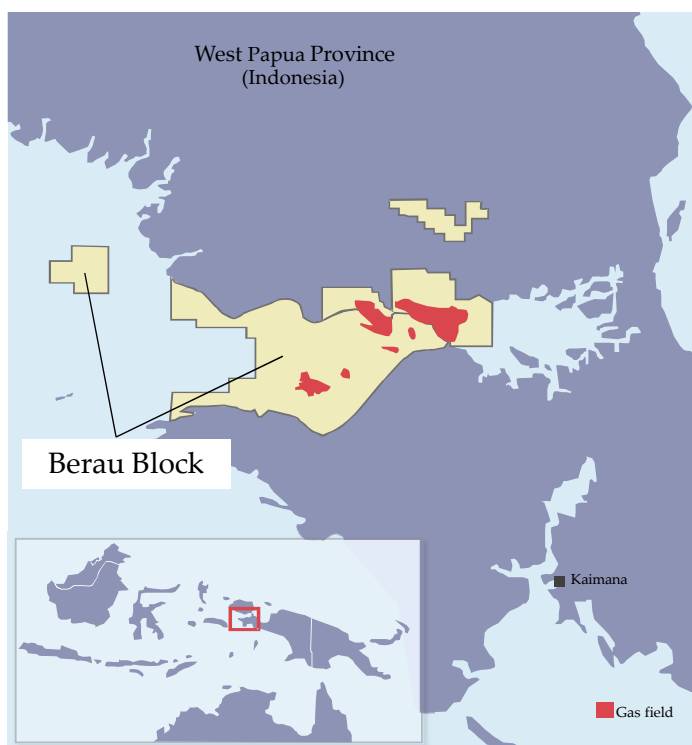 West Papua Province
(Indonesia)
Berau Block
Kaimana
Gas field